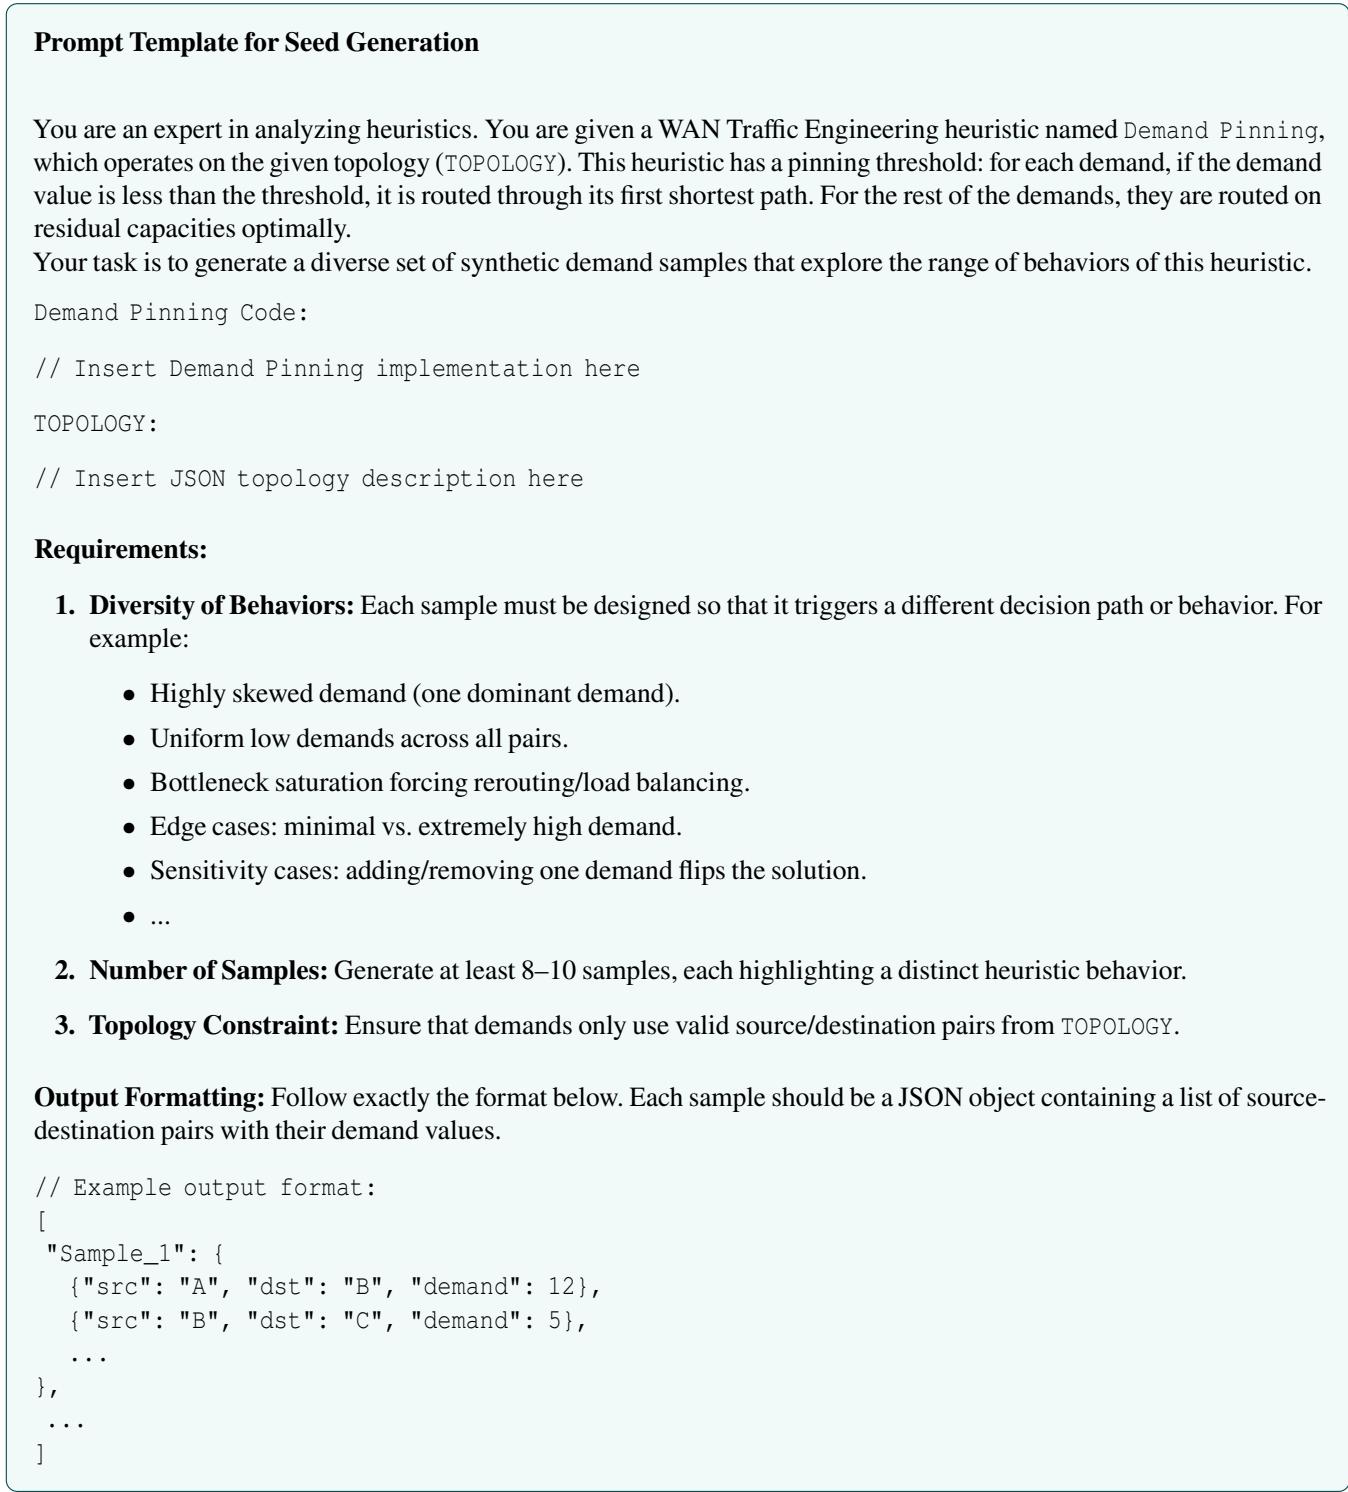 Prompt Template for Seed Generation
You are an expert in analyzing heuristics. You are given a WAN Traffic Engineering heuristic named Demand Pinning,
which operates on the given topology (TOPOLOGY). This heuristic has a pinning threshold: for each demand, if the demand
value is less than the threshold, it is routed through its first shortest path. For the rest of the demands, they are routed on
residual capacities optimally.
Your task is to generate a diverse set of synthetic demand samples that explore the range of behaviors of this heuristic.
Demand Pinning Code:
// Insert Demand Pinning implementation here
TOPOLOGY:
// Insert JSON topology description here
Requirements:
1. Diversity of Behaviors: Each sample must be designed so that it triggers a different decision path or behavior. For
example:
• Highly skewed demand (one dominant demand).
• Uniform low demands across all pairs.
• Bottleneck saturation forcing rerouting/load balancing.
• Edge cases: minimal vs. extremely high demand.
• Sensitivity cases: adding/removing one demand flips the solution.
• ...
2. Number of Samples: Generate at least 8–10 samples, each highlighting a distinct heuristic behavior.
3. Topology Constraint: Ensure that demands only use valid source/destination pairs from TOPOLOGY.
Output Formatting: Follow exactly the format below. Each sample should be a JSON object containing a list of source-
destination pairs with their demand values.
// Example output format:
[
"Sample_1": {
{"src": "A", "dst": "B", "demand": 12},
{"src": "B", "dst": "C", "demand": 5},
...
},
...
]